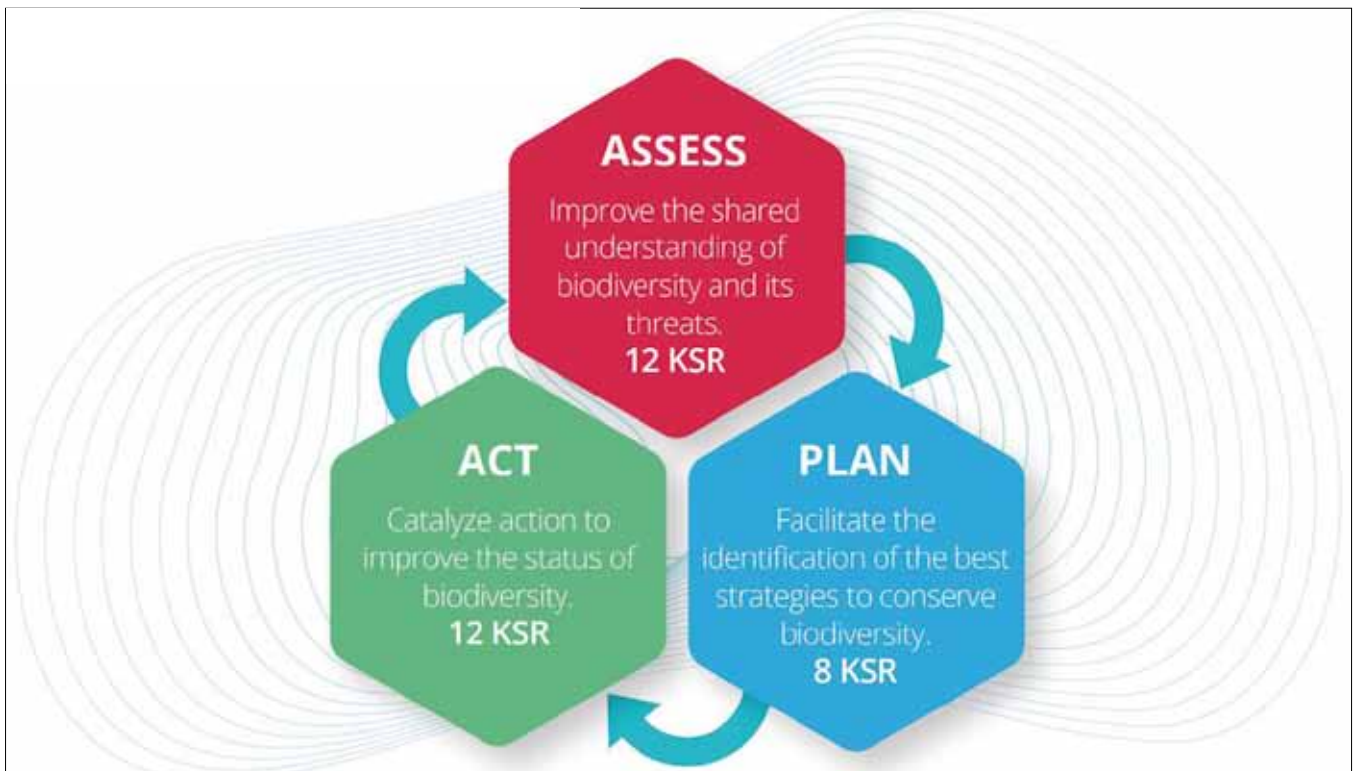 ASSESS
Improve the shared
understanding of
biodiversity and its
threats.
12 KSR
ACT
Catalyze action to
improve the status of
biodiversity.
12 KSR
PLAN
Facilitate the
identification of the best
strategies to conserve
biodiversity.
8 KSR